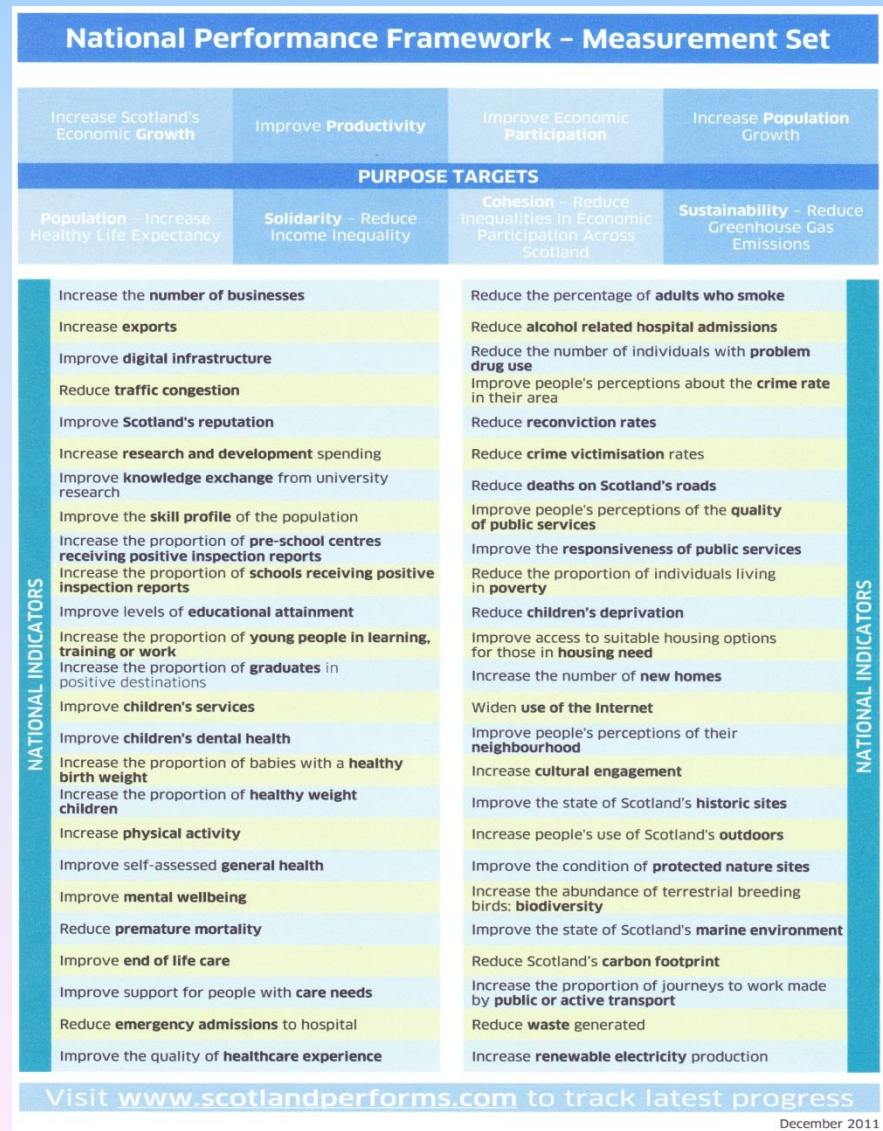 National Performance Framework – Measurement Set
Increase Scotland's
Economic Growth
Improve Productivity
Improve Economic
Participation
Increase Population
Growth
PURPOSE TARGETS
Population – Increase
Healthy Life Expectancy
Solidarity – Reduce
Income Inequality
Cohesion – Reduce
Inequalities In Economic
Participation Across
Scotland
Sustainability – Reduce
Greenhouse Gas
Emissions
NATIONAL INDICATORS
Increase the number of businesses
Increase exports
Improve digital infrastructure
Reduce traffic congestion
Improve Scotland's reputation
Increase research and development spending
Improve knowledge exchange from university
research
Improve the skill profile of the population
Increase the proportion of pre-school centres
receiving positive inspection reports
Increase the proportion of schools receiving positive
inspection reports
Improve levels of educational attainment
Increase the proportion of young people in learning,
training or work
Increase the proportion of graduates in
positive destinations
Improve children's services
Improve children's dental health
Increase the proportion of babies with a healthy
birth weight
Increase the proportion of healthy weight
children
Increase physical activity
Improve self-assessed general health
Improve mental wellbeing
Reduce premature mortality
Improve end of life care
Improve support for people with care needs
Reduce emergency admissions to hospital
Improve the quality of healthcare experience
Reduce the percentage of adults who smoke
Reduce alcohol related hospital admissions
Reduce the number of individuals with problem
drug use
Improve people's perceptions about the crime rate
in their area
Reduce reconviction rates
Reduce crime victimisation rates
Reduce deaths on Scotland's roads
Improve people's perceptions of the quality
of public services
Improve the responsiveness of public services
Reduce the proportion of individuals living
in poverty
Reduce children's deprivation
Improve access to suitable housing options
for those in housing need
Increase the number of new homes
Widen use of the Internet
Improve people's perceptions of their
neighbourhood
Increase cultural engagement
Improve the state of Scotland's historic sites
Increase people's use of Scotland's outdoors
Improve the condition of protected nature sites
Increase the abundance of terrestrial breeding
birds: biodiversity
Improve the state of Scotland's marine environment
Reduce Scotland's carbon footprint
Increase the proportion of journeys to work made
by public or active transport
Reduce waste generated
Increase renewable electricity production
NATIONAL INDICATORS
Visit www.scotlandperforms.com to track latest progress
December 2011